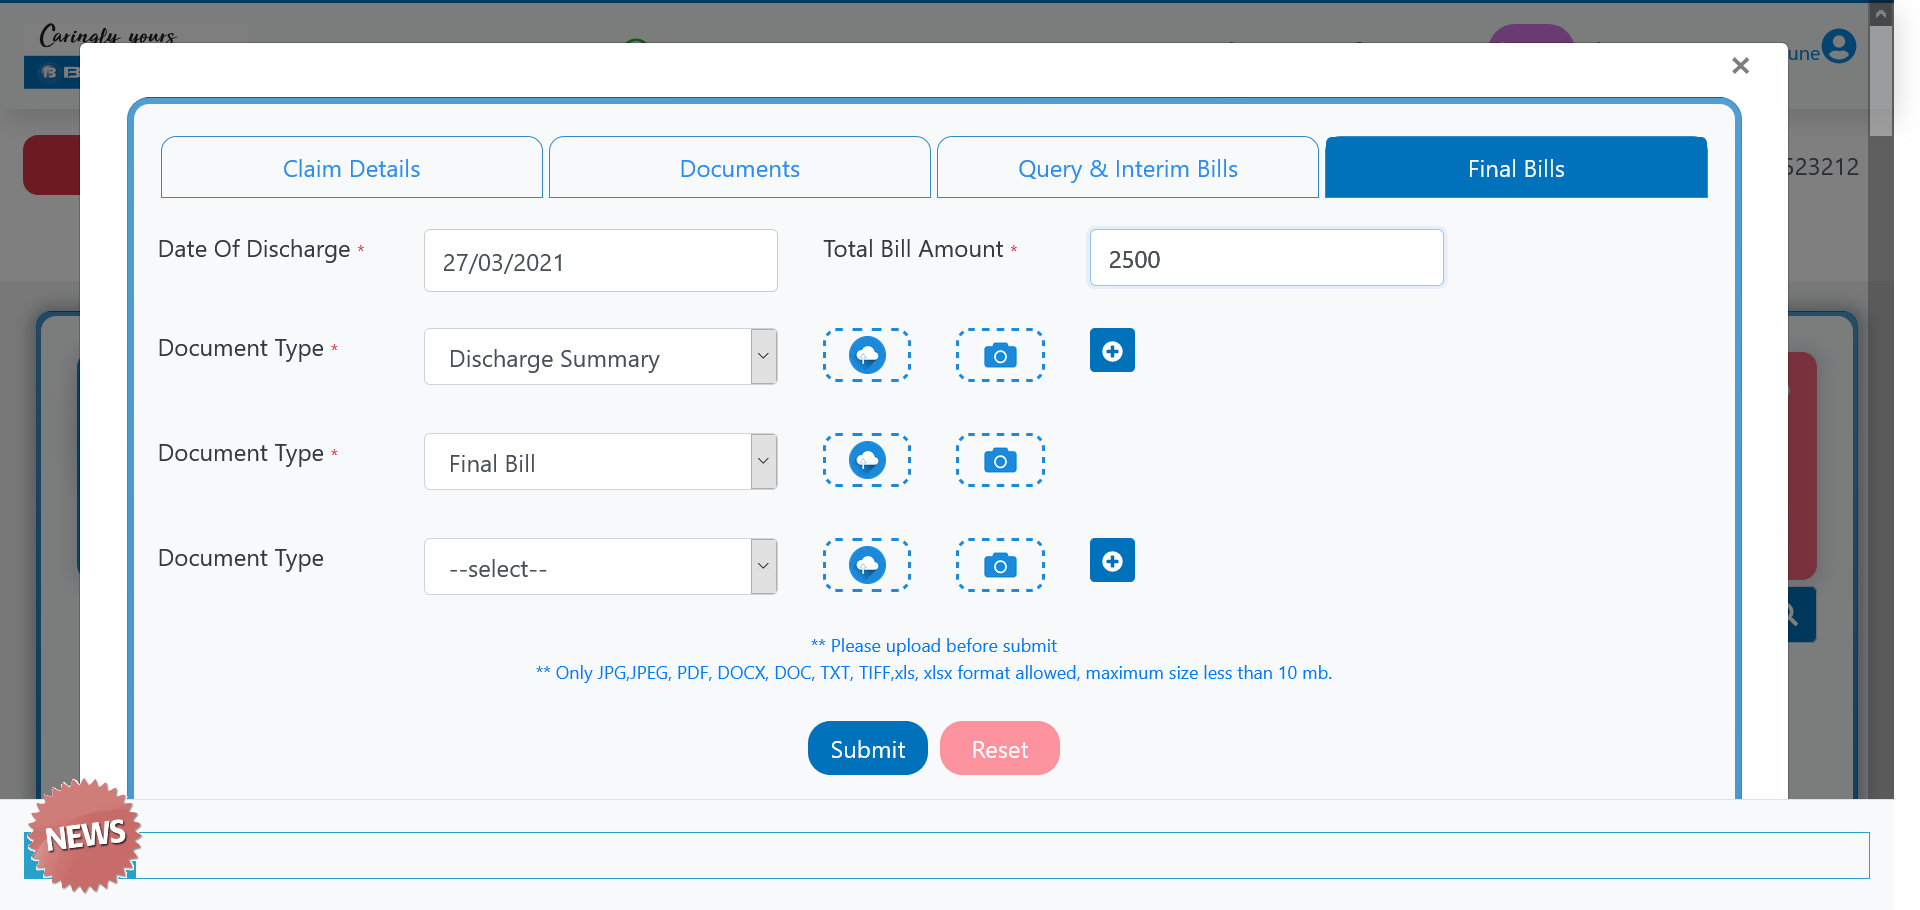 Caringly yours
B
une
523212
×
Claim Details
Documents
Query & Interim Bills
Final Bills
Date Of Discharge *
27/03/2021
Total Bill Amount *
2500
Document Type *
Discharge Summary
Document Type *
Final Bill
Document Type
--select--
** Please upload before submit
** Only JPG,JPEG, PDF, DOCX, DOC, TXT, TIFF,xls, xlsx format allowed, maximum size less than 10 mb.
Submit
Reset
NEWS